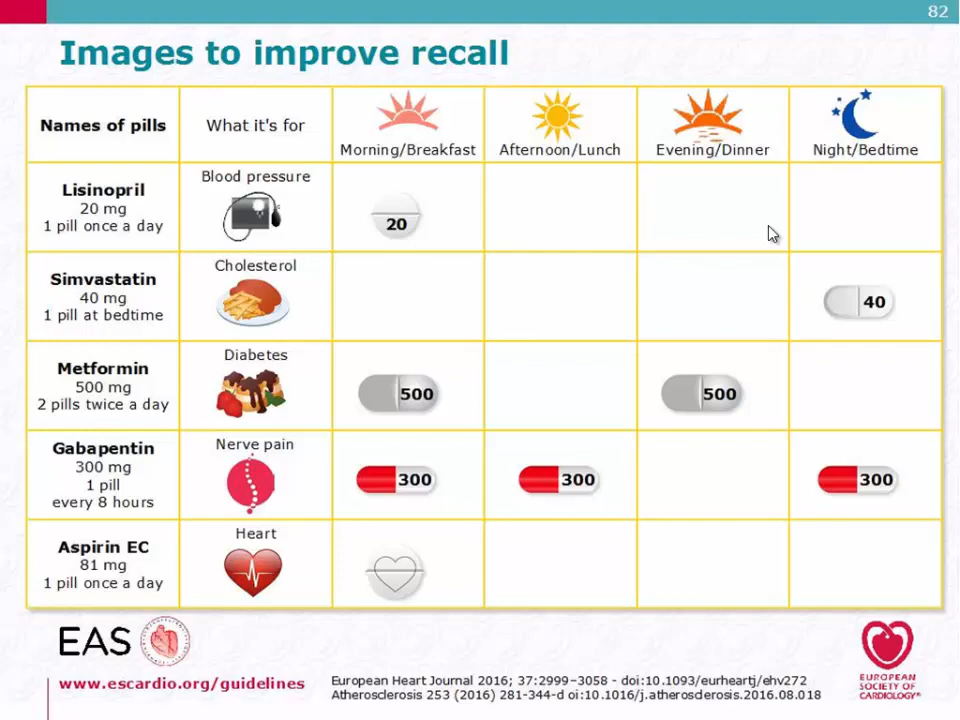 82
Images to improve recall
Names of pills
What it's for
Morning/Breakfast
Afternoon/Lunch
Evening/Dinner
Night/Bedtime
Lisinopril
20 mg
1 pill once a day
Blood pressure
20
Simvastatin
40 mg
1 pill at bedtime
Cholesterol
40
Metformin
500 mg
2 pills twice a day
Diabetes
500
500
Gabapentin
300 mg
1 pill
every 8 hours
Nerve pain
300
300
300
Aspirin EC
81 mg
1 pill once a day
Heart
EAS
www.escardio.org/guidelines
European Heart Journal 2016; 37:2999–3058 - doi:10.1093/eurheartj/ehv272
Atherosclerosis 253 (2016) 281-344-d oi:10.1016/j.atherosclerosis.2016.08.018
EUROPEAN
SOCIETY OF
CARDIOLOGY®